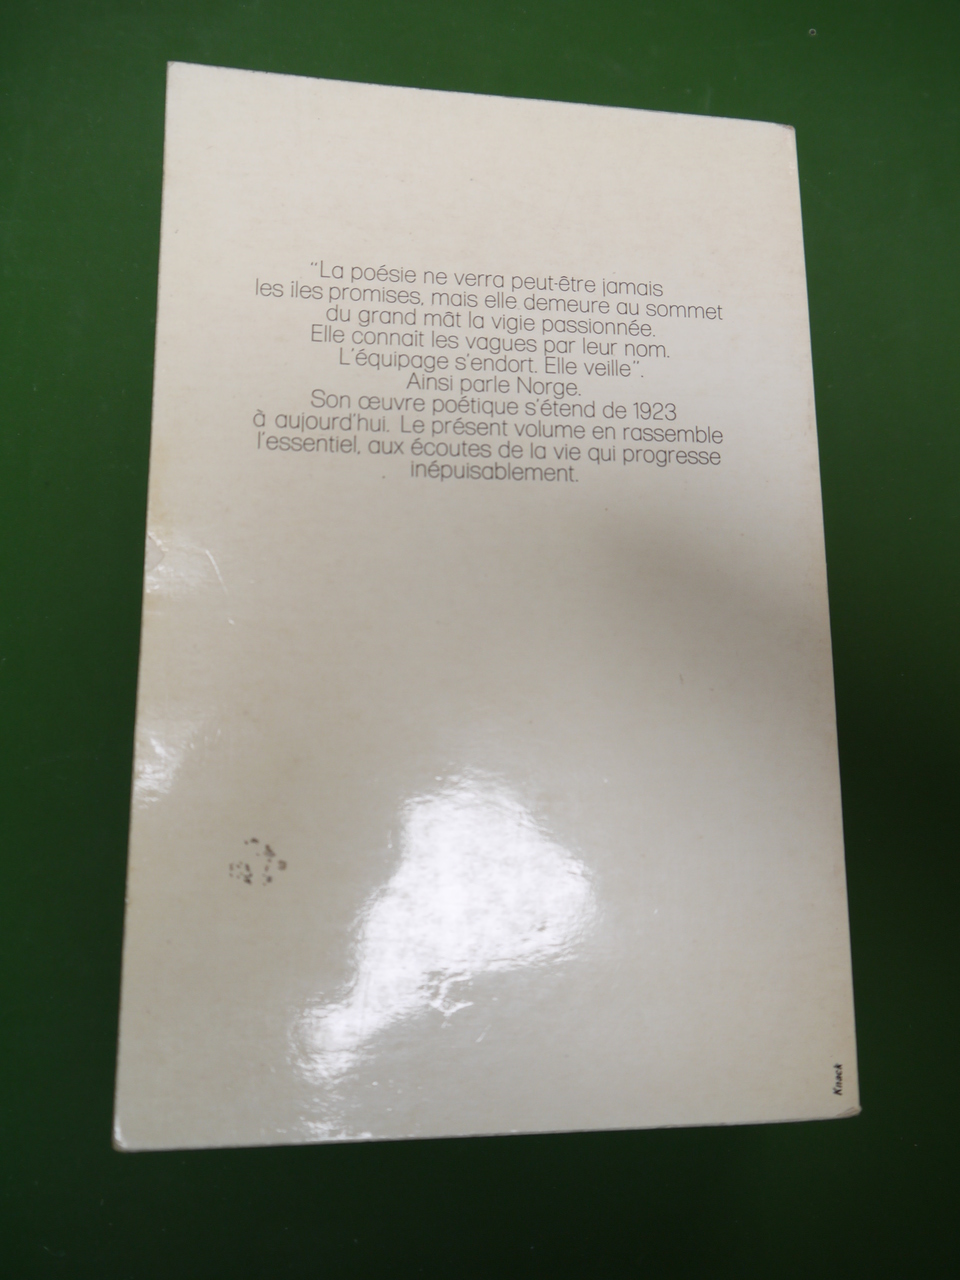 “La poésie ne verra peut-être jamais
les iles promises, mais elle demeure au sommet
du grand mât la vigie passionnée.
Elle connait les vagues par leur nom.
L'équipage s'endort. Elle veille”.
Ainsi parle Norge.
Son œuvre poétique s'étend de 1923
à aujourd'hui. Le présent volume en rassemble
l'essentiel, aux écoutes de la vie qui progresse
inépuisablement.
Knack